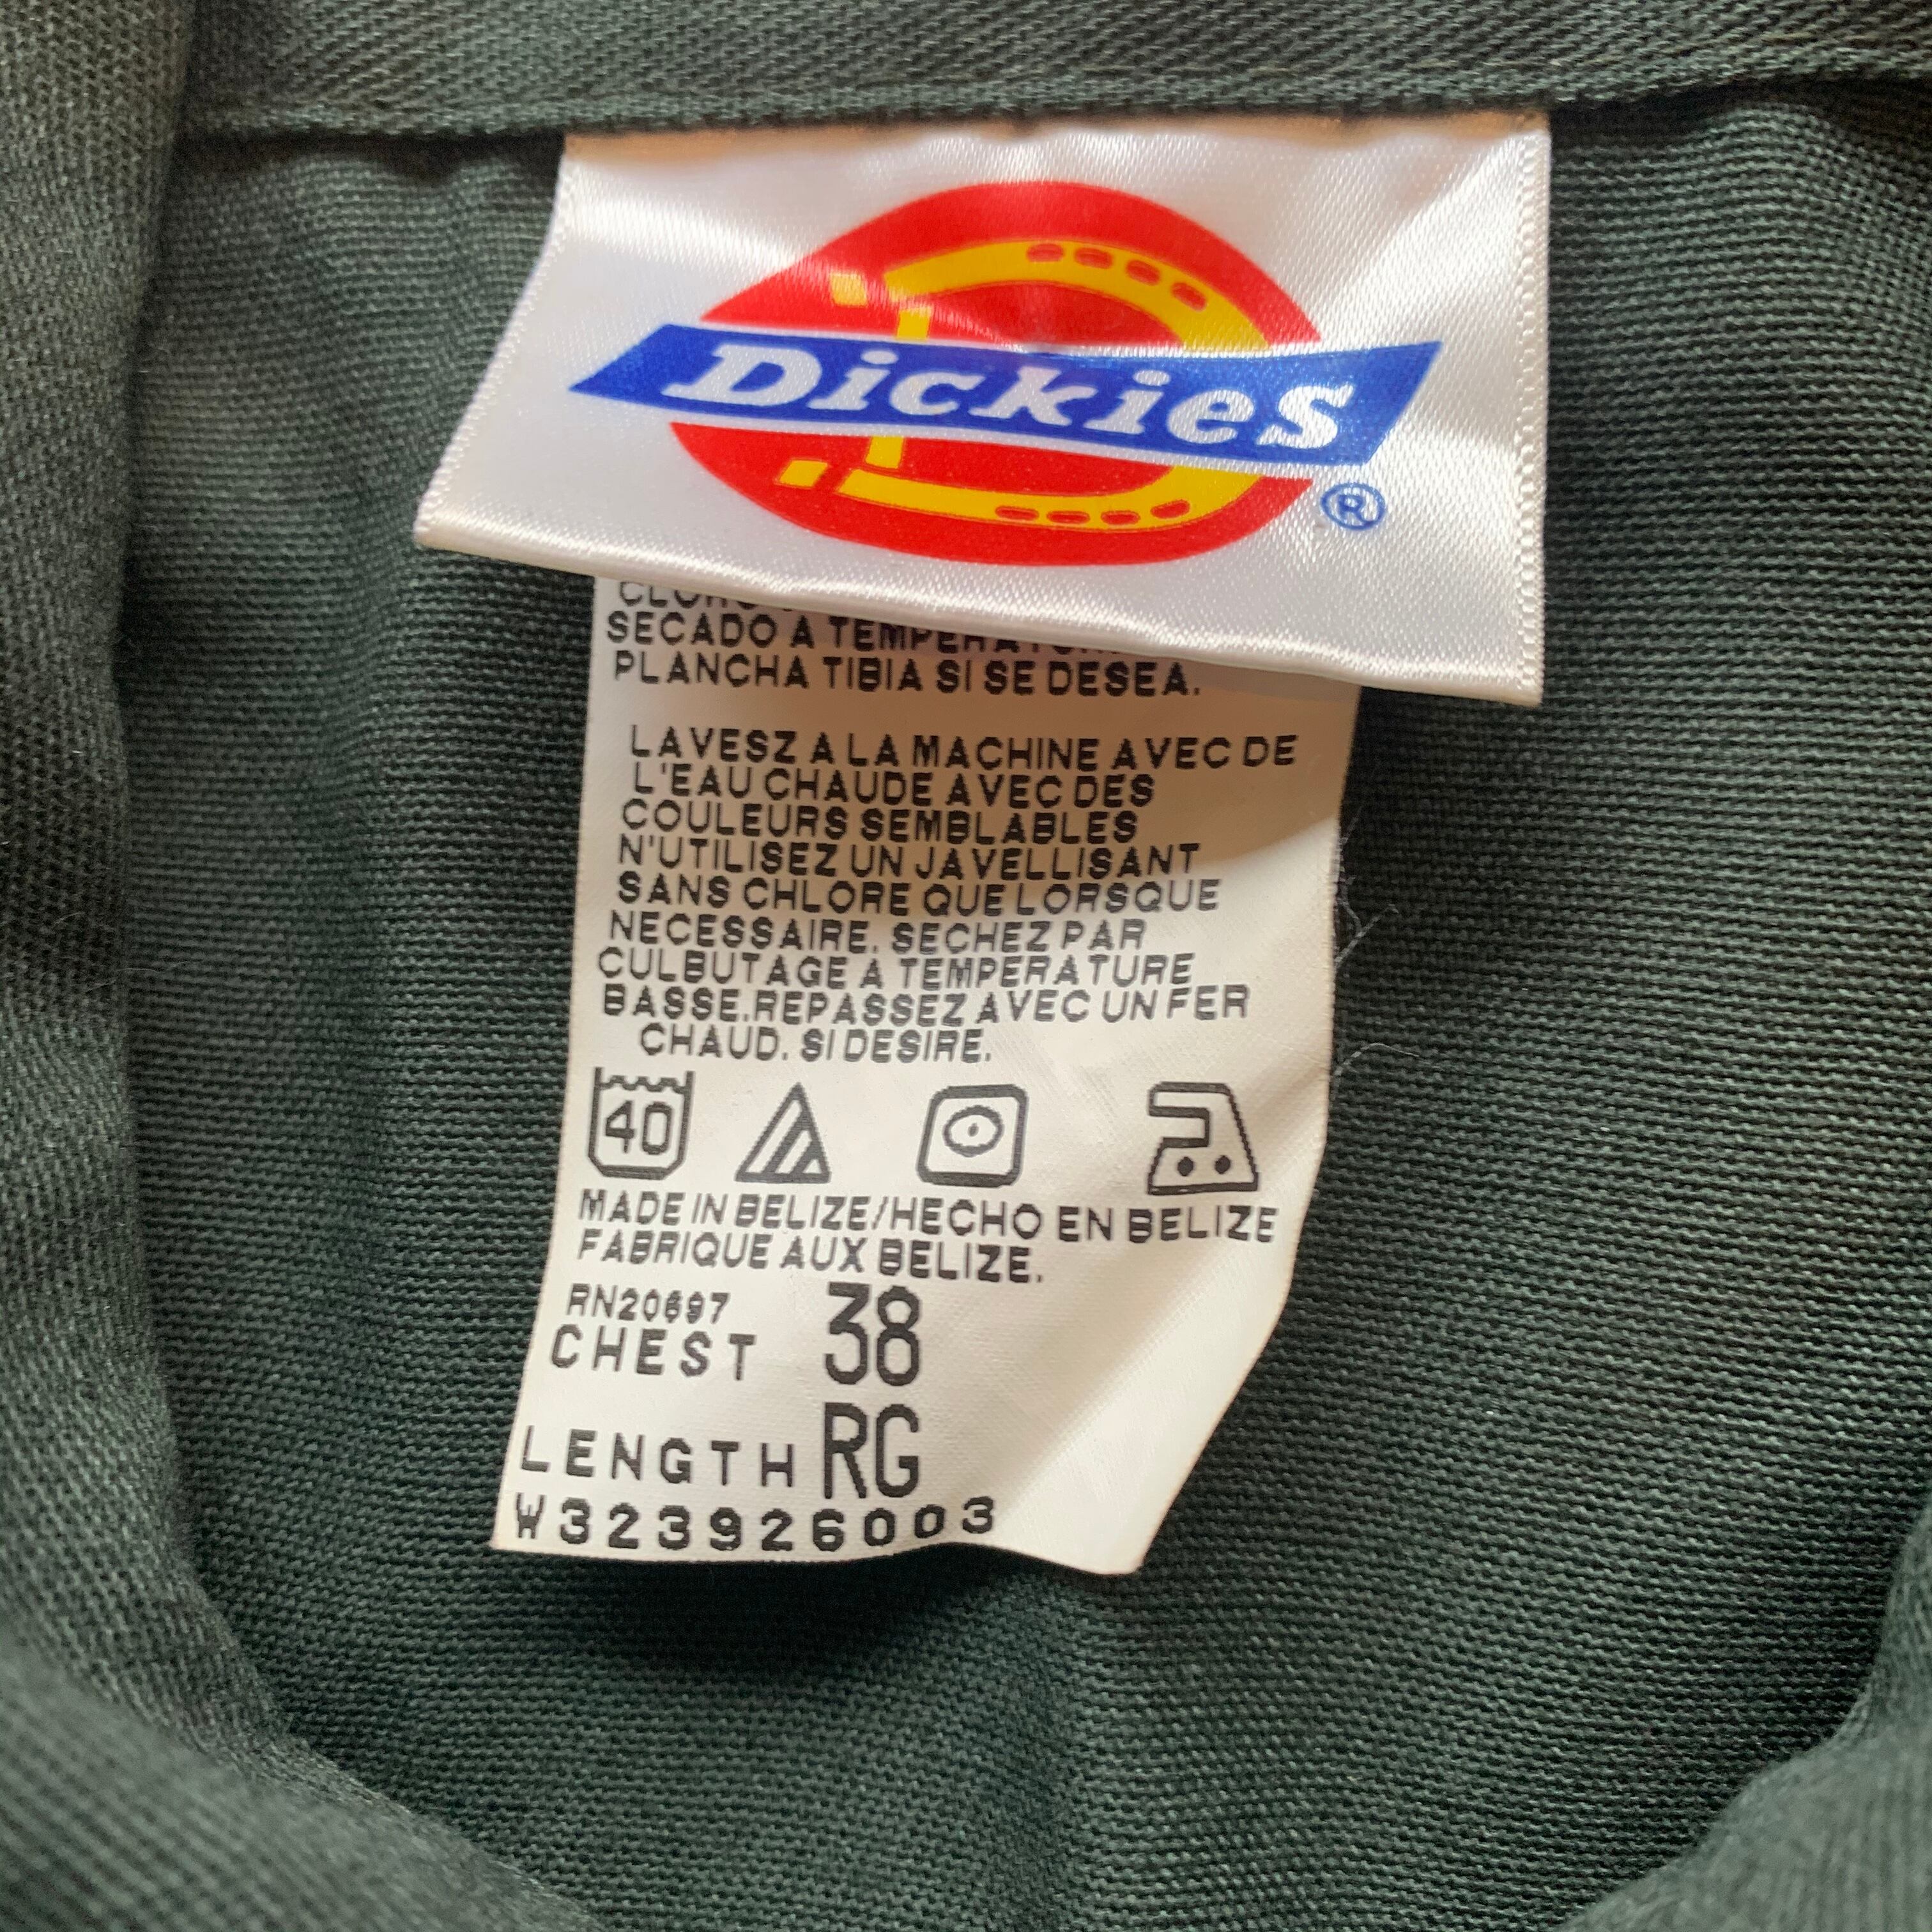 Dickies
®
SECADO A TEMPERATUR
PLANCHA TIBIA SI SE DESEA.
LAVESZ A LA MACHINE AVEC DE
L'EAU CHAUDE AVEC DES
COULEURS SEMBLABLES
N'UTILISEZ UN JAVELLISANT
SANS CHLORE QUE LORSQUE
NECESSAIRE. SECHEZ PAR
CULBUTAGE A TEMPERATURE
BASSE.REPASSEZ AVEC UN FER
CHAUD. SI DESIRE.
40
MADE IN BELIZE/HECHO EN BELIZE
FABRIQUE AUX BELIZE.
RN20697
CHEST 38
LENGTH RG
W323926003